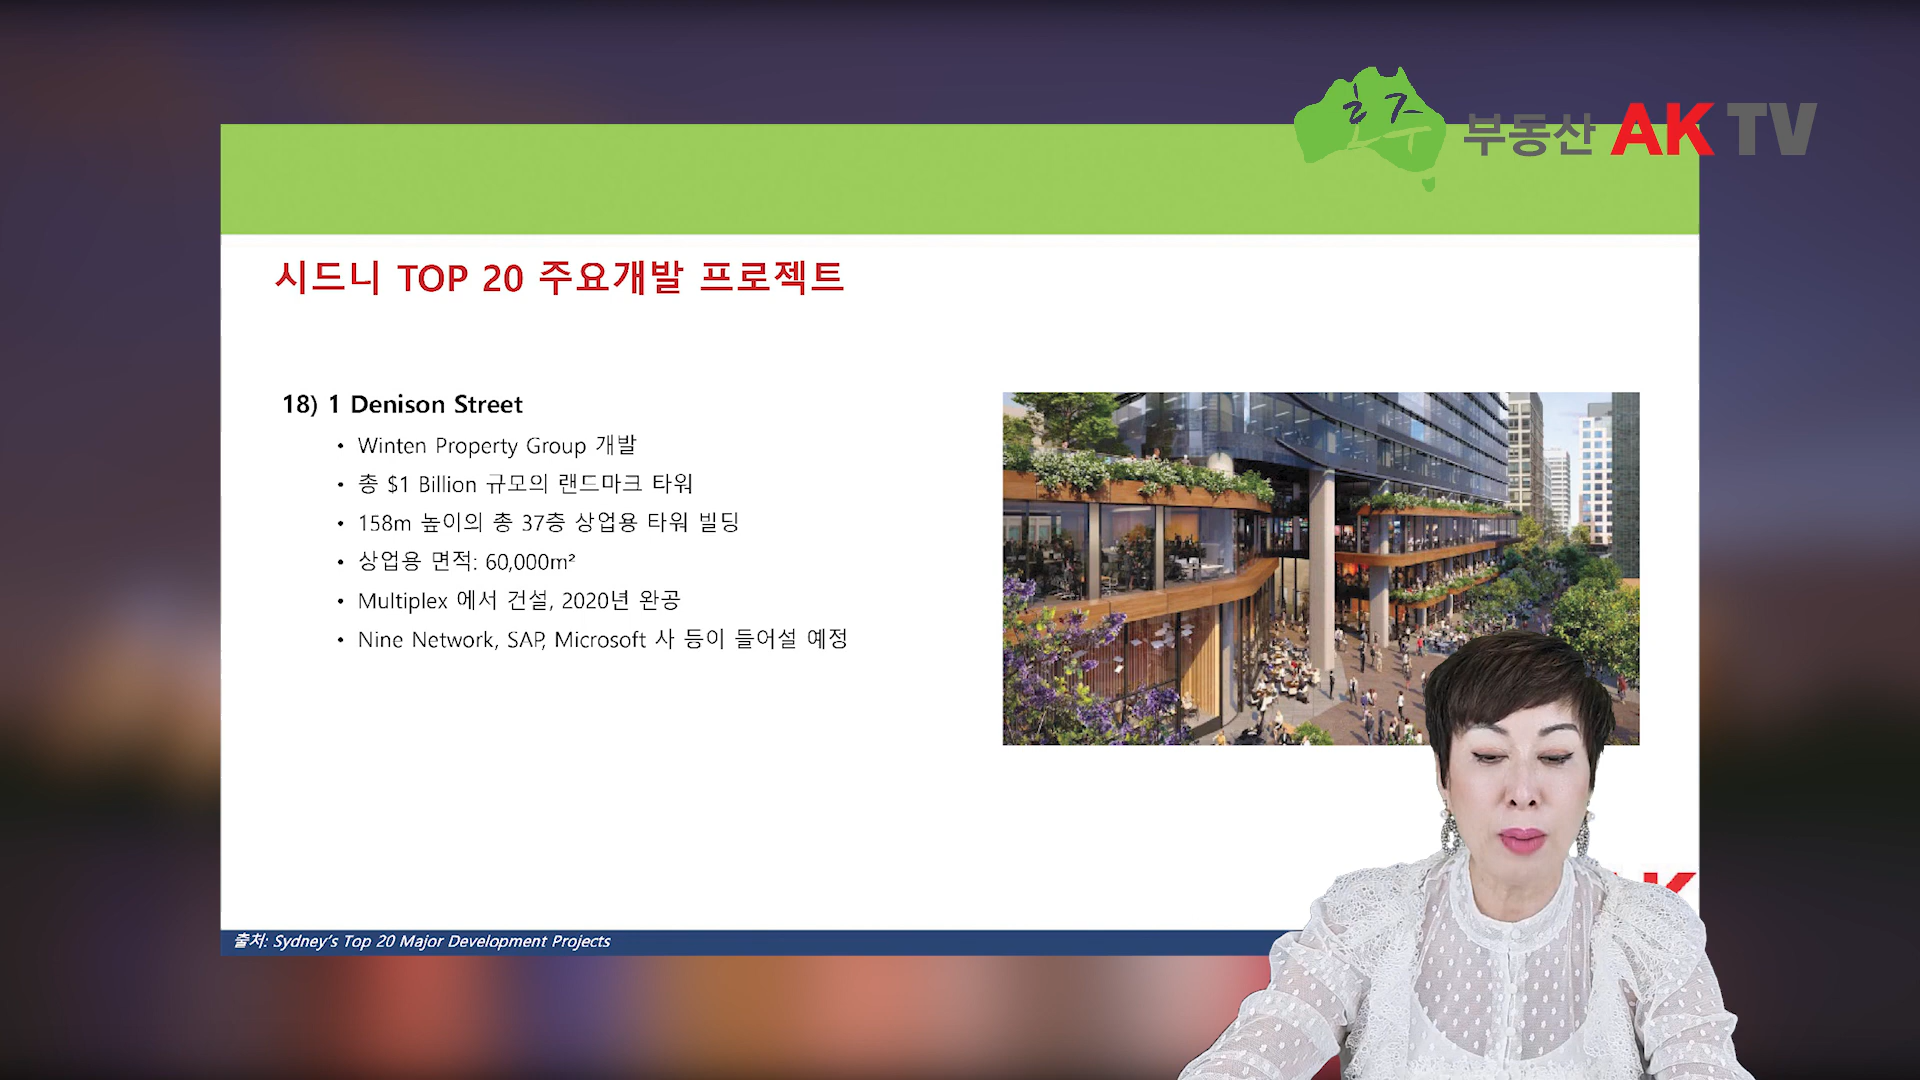 호주 부동산 AK TV
시드니 TOP 20 주요개발 프로젝트
18) 1 Denison Street
• Winten Property Group 개발
• 총 $1 Billion 규모의 랜드마크 타워
• 158m 높이의 총 37층 상업용 타워 빌딩
• 상업용 면적: 60,000m²
• Multiplex 에서 건설, 2020년 완공
• Nine Network, SAP, Microsoft 사 등이 들어설 예정
AK
출처: Sydney's Top 20 Major Development Projects